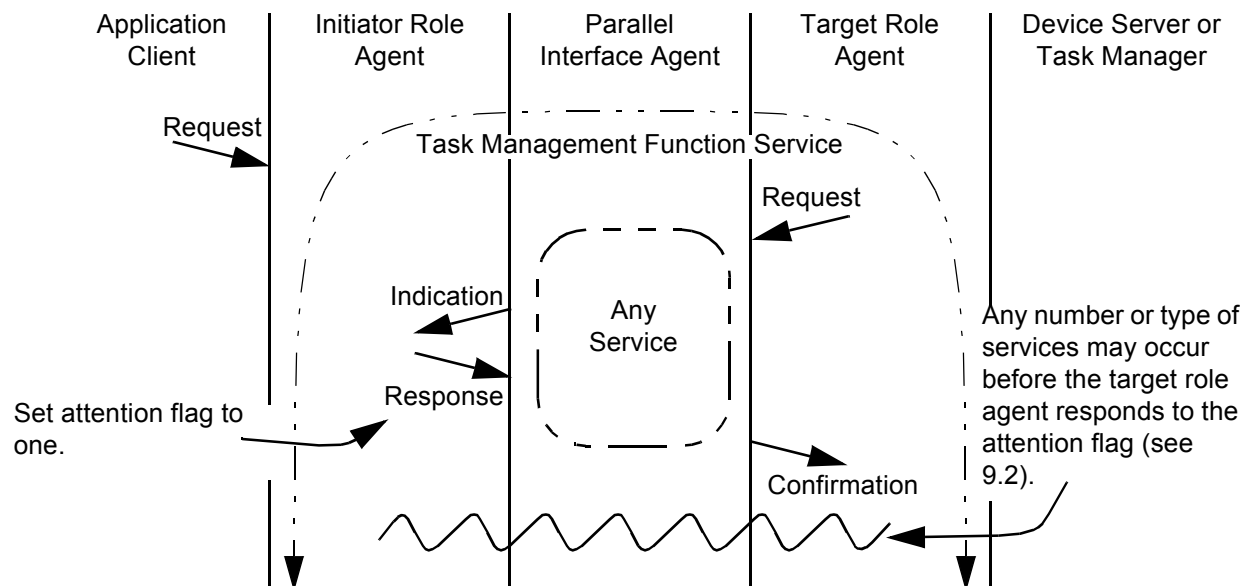 Application
Client
Initiator Role
Agent
Parallel
Interface Agent
Target Role
Agent
Device Server or
Task Manager
Request
Task Management Function Service
Request
Indication
Any
Service
Response
Set attention flag to
one.
Any number or type of
services may occur
before the target role
agent responds to the
attention flag (see
9.2).
Confirmation